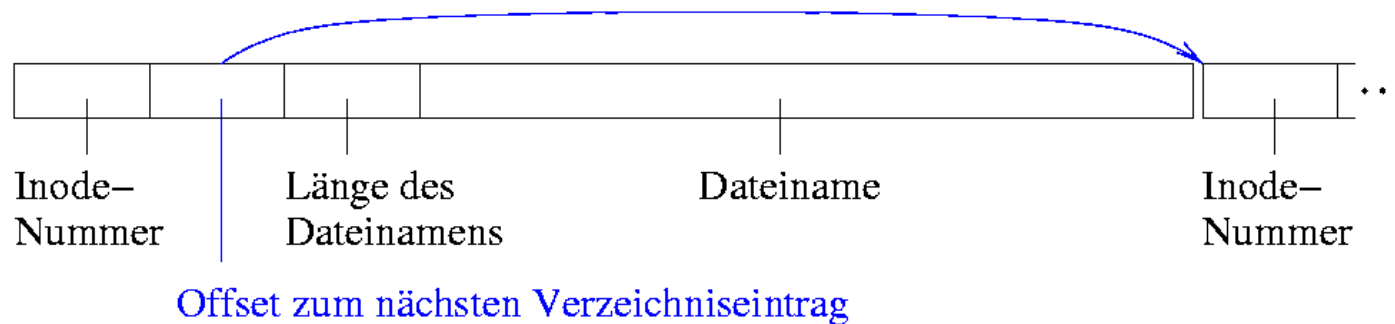 Inode–
Nummer
Länge des
Dateinamens
Dateiname
Inode–
Nummer
Offset zum nächsten Verzeichniseintrag